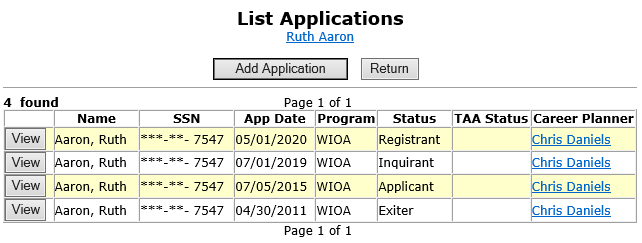 List Applications
Ruth Aaron
Add Application Return
4 found Page 1 of 1
Name SSN App Date Program Status TAA Status Career Planner
View Aaron, Ruth ***-**- 7547 05/01/2020 WIOA Registrant Chris Daniels
View Aaron, Ruth ***-**- 7547 07/01/2019 WIOA Inquirant Chris Daniels
View Aaron, Ruth ***-**- 7547 07/05/2015 WIOA Applicant Chris Daniels
View Aaron, Ruth ***-**- 7547 04/30/2011 WIOA Exiter Chris Daniels
Page 1 of 1